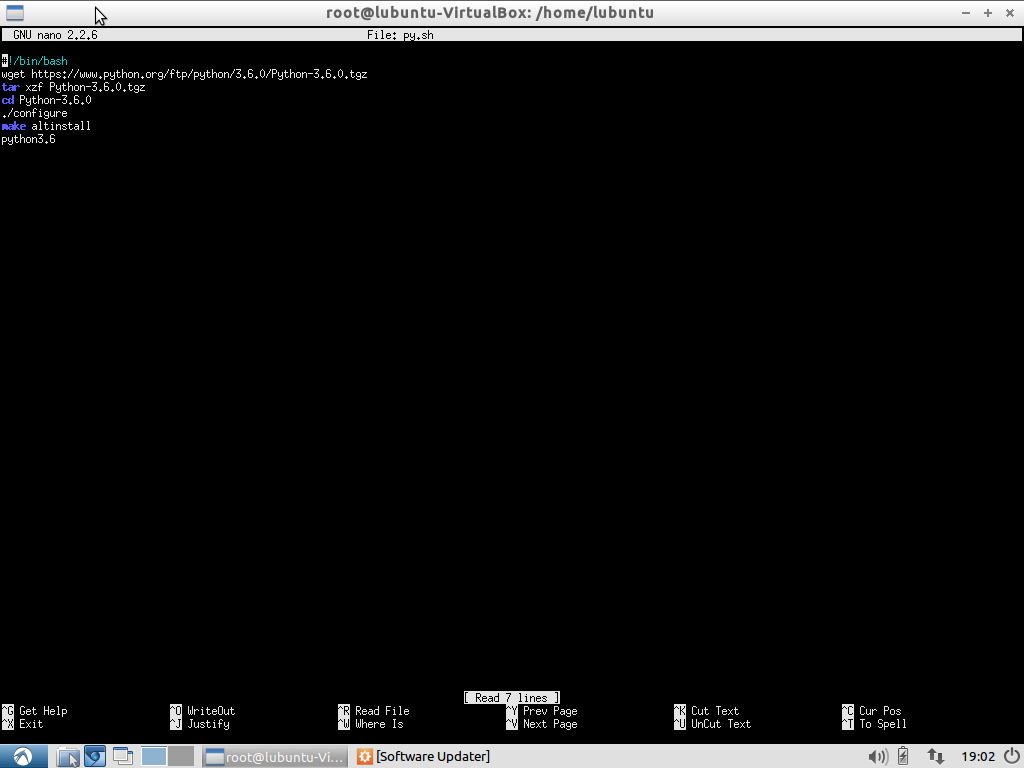 root@lubuntu-VirtualBox: /home/lubuntu
GNU nano 2.2.6 File: py.sh
#!/bin/bash
wget https://www.python.org/ftp/python/3.6.0/Python-3.6.0.tgz
tar xzf Python-3.6.0.tgz
cd Python-3.6.0
./configure
make altinstall
python3.6
[ Read 7 lines ]
^G Get Help ^O WriteOut ^R Read File ^Y Prev Page ^K Cut Text ^C Cur Pos
^X Exit ^J Justify ^W Where Is ^V Next Page ^U UnCut Text ^T To Spell
root@lubuntu-Vi... [Software Updater] 19:02